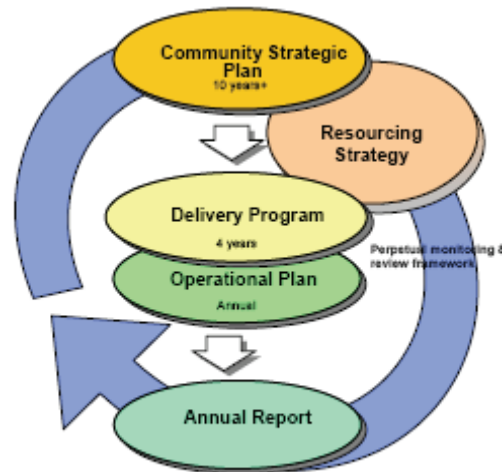 Community Strategic
Plan
10 years+
Resourcing
Strategy
Delivery Program
4 years
Perpetual monitoring &
review framework
Operational Plan
Annual
Annual Report